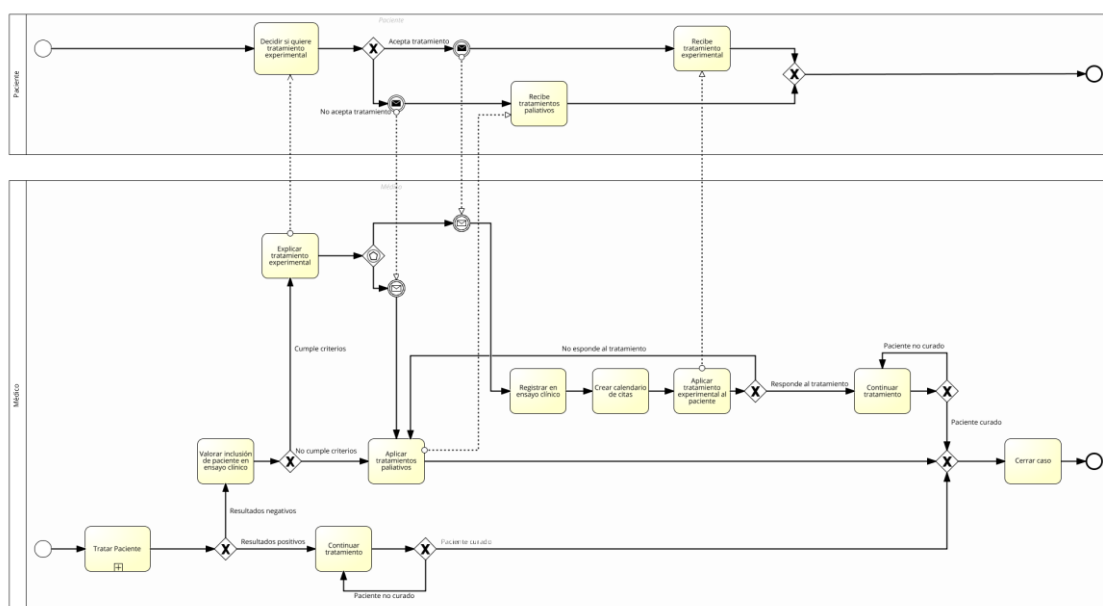 Paciente
Paciente
Decidir si quiere
tratamiento
experimental
Acepta tratamiento
No acepta tratamiento
Recibe
tratamientos
paliativos
Recibe
tratamiento
experimental
Médico
Médico
Explicar
tratamiento
experimental
Cumple criterios
No esponde al tratamiento
Registrar en
ensayo clínico
Crear calendario
de citas
Aplicar
tratamiento
experimental al
paciente
Responde al tratamiento
Paciente no curado
Continuar
tratamiento
Paciente curado
Valorar inclusión
de paciente en
ensayo clínico
No cumple criterios
Aplicar
tratamientos
paliativos
Cerrar caso
Resultados negativos
Tratar Paciente
Resultados positivos
Continuar
tratamiento
Paciente curado
Paciente no curado